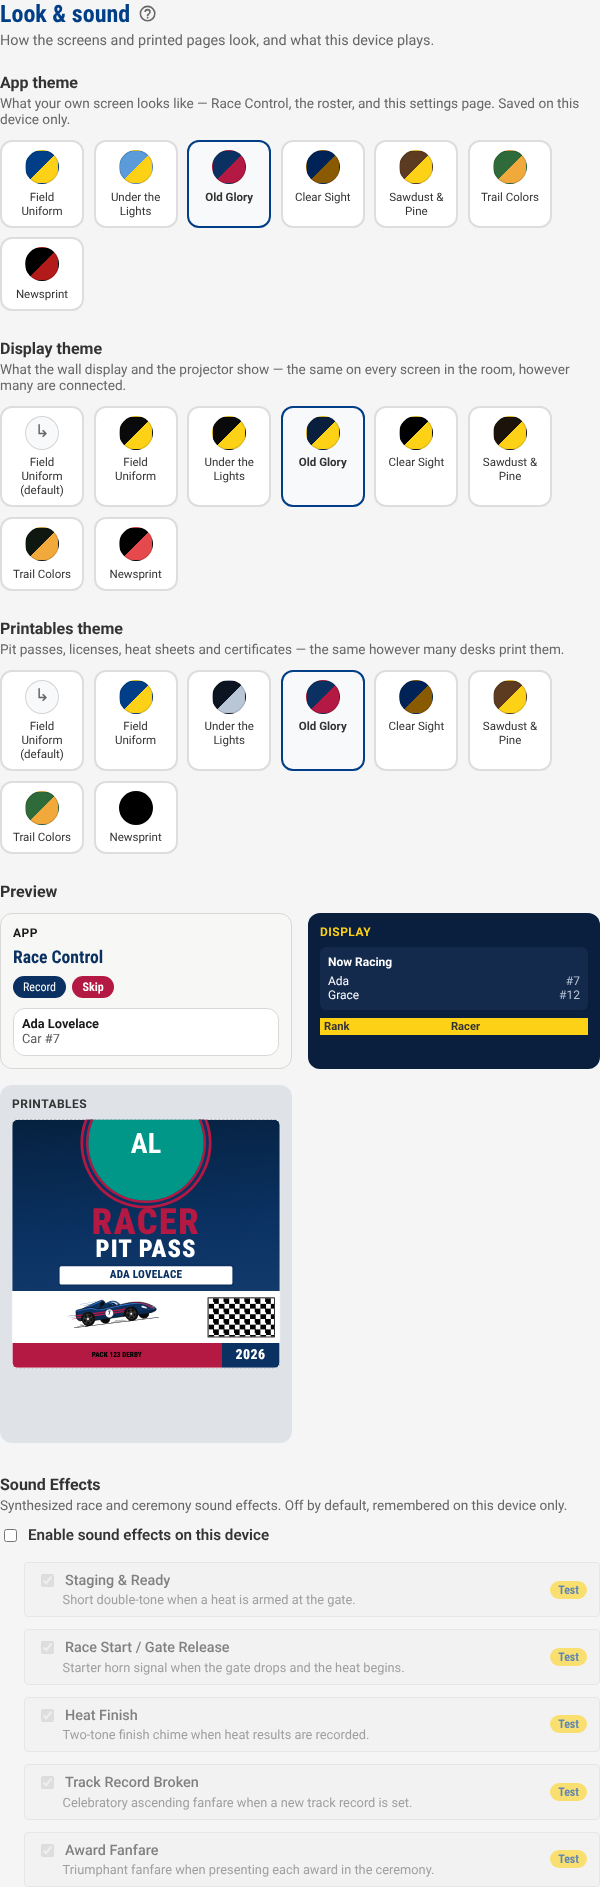 Look & sound
How the screens and printed pages look, and what this device plays.
App theme
What your own screen looks like — Race Control, the roster, and this settings page. Saved on this
device only.
Field
Uniform
Under the
Lights
Old Glory
Clear Sight
Sawdust &
Pine
Trail Colors
Newsprint
Display theme
What the wall display and the projector show — the same on every screen in the room, however
many are connected.
Field
Uniform
(default)
Field
Uniform
Under the
Lights
Old Glory
Clear Sight
Sawdust &
Pine
Trail Colors
Newsprint
Printables theme
Pit passes, licenses, heat sheets and certificates — the same however many desks print them.
Field
Uniform
(default)
Field
Uniform
Under the
Lights
Old Glory
Clear Sight
Sawdust &
Pine
Trail Colors
Newsprint
Preview
APP
Race Control
Record Skip
Ada Lovelace
Car #7
DISPLAY
Now Racing
Ada #7
Grace #12
Rank Racer
PRINTABLES
AL
RACER
PIT PASS
ADA LOVELACE
7
PACK 123 DERBY
2026
Sound Effects
Synthesized race and ceremony sound effects. Off by default, remembered on this device only.
Enable sound effects on this device
Staging & Ready
Short double-tone when a heat is armed at the gate.
Test
Race Start / Gate Release
Starter horn signal when the gate drops and the heat begins.
Test
Heat Finish
Two-tone finish chime when heat results are recorded.
Test
Track Record Broken
Celebratory ascending fanfare when a new track record is set.
Test
Award Fanfare
Triumphant fanfare when presenting each award in the ceremony.
Test